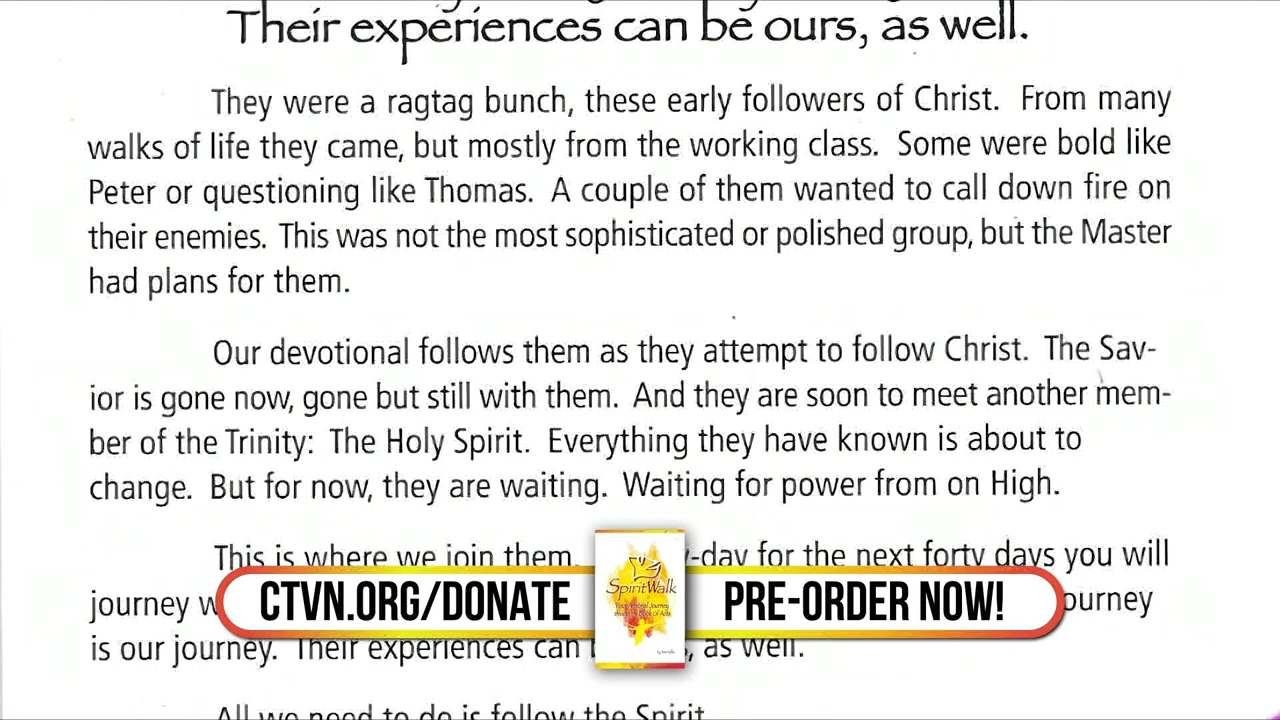 Their experiences can be ours, as well.
They were a ragtag bunch, these early followers of Christ. From many
walks of life they came, but mostly from the working class. Some were bold like
Peter or questioning like Thomas. A couple of them wanted to call down fire on
their enemies. This was not the most sophisticated or polished group, but the Master
had plans for them.
Our devotional follows them as they attempt to follow Christ. The Sav-
ior is gone now, gone but still with them. And they are soon to meet another mem-
ber of the Trinity: The Holy Spirit. Everything they have known is about to
change. But for now, they are waiting. Waiting for power from on High.
This is where we join them. -day for the next forty days you will
journey
is our journey. Their experiences can , as well.
All we need to do is follow the Spirit
CTVN.ORG/DONATE
SpiritWalk
Your Personal Journey
Book of Acts
PRE-ORDER NOW!